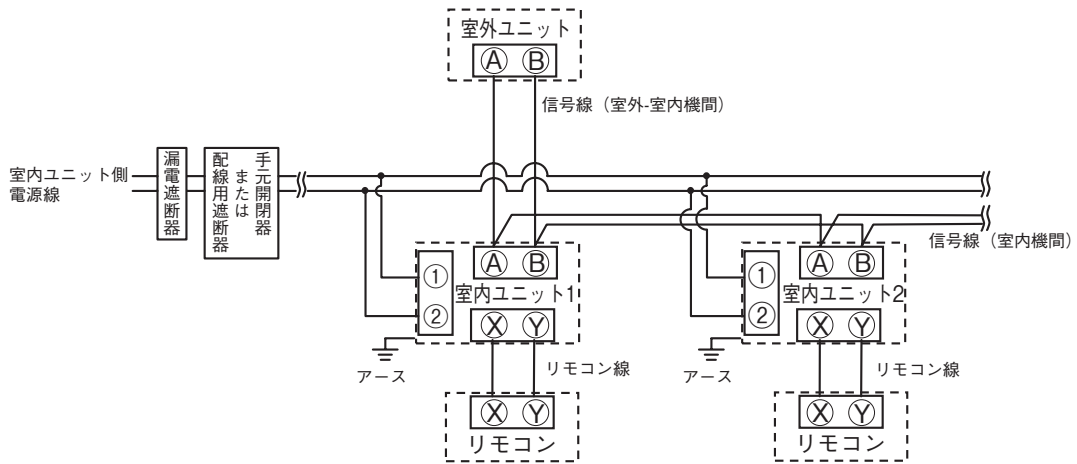 室外ユニット
A B
信号線（室外-室内機間）
室内ユニット側
電源線
漏電遮断器
手元開閉器
または
配線用遮断器
信号線（室内機間）
A B
①
室内ユニット1
②
X Y
アース
リモコン線
X Y
リモコン
A B
①
室内ユニット2
②
X Y
アース
リモコン線
X Y
リモコン